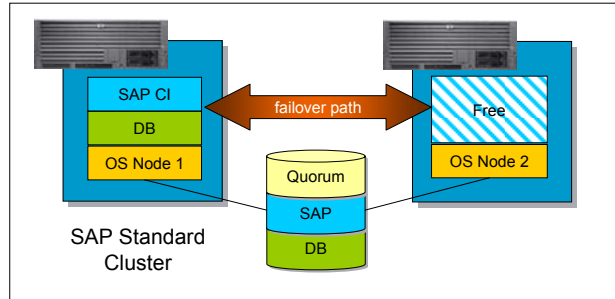 SAP CI
DB
OS Node 1
failover path
Free
OS Node 2
Quorum
SAP
DB
SAP Standard
Cluster